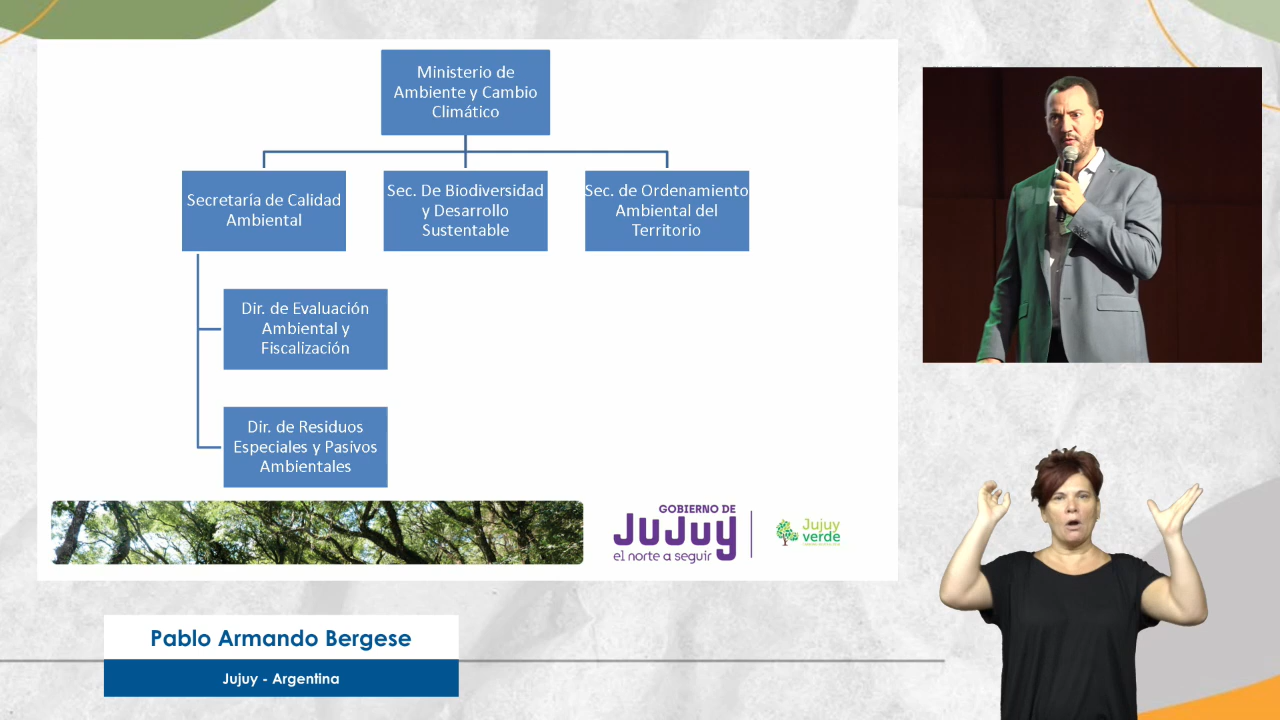 Ministerio de
Ambiente y Cambio
Climático
Secretaría de Calidad
Ambiental
Sec. De Biodiversidad
y Desarrollo
Sustentable
Sec. de Ordenamiento
Ambiental del
Territorio
Dir. de Evaluación
Ambiental y
Fiscalización
Dir. de Residuos
Especiales y Pasivos
Ambientales
GOBIERNO DE
JUJUY
el norte a seguir
Jujuy
verde
Pablo Armando Bergese
Jujuy - Argentina